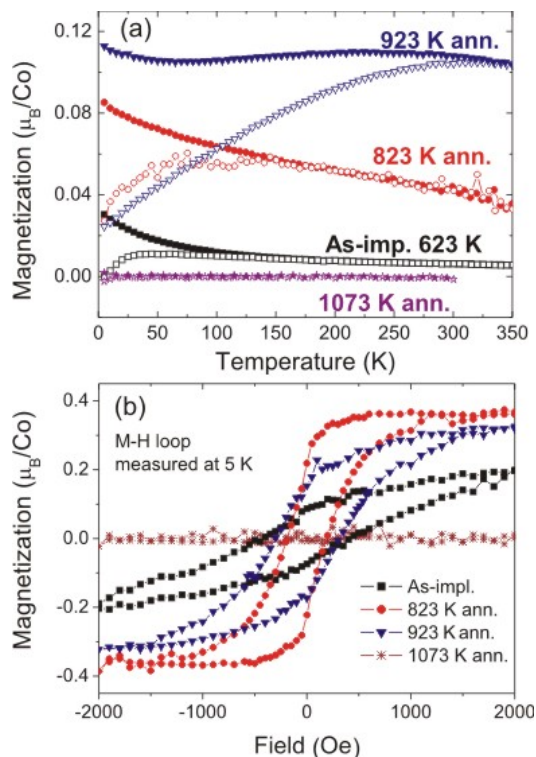 (a)
923 K ann.
823 K ann.
As-imp. 623 K
1073 K ann.
Magnetization (μB/Co)
0.12
0.08
0.04
0.00
0 50 100 150 200 250 300 350
Temperature (K)
(b)
M-H loop
measured at 5 K
Magnetization (μB/Co)
0.4
0.2
0.0
-0.2
-0.4
As-impl.
823 K ann.
923 K ann.
1073 K ann.
-2000 -1000 0 1000 2000
Field (Oe)